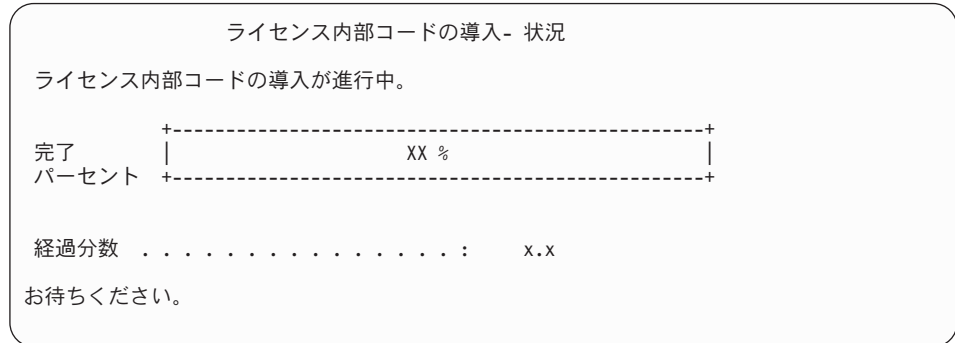 ライセンス内部コードの導入- 状況
ライセンス内部コードの導入が進行中。
+--------------------------------------------------+
完了 | XX % |
パーセント +--------------------------------------------------+
経過分数 . . . . . . . . . . . . . . . : x.x
お待ちください。